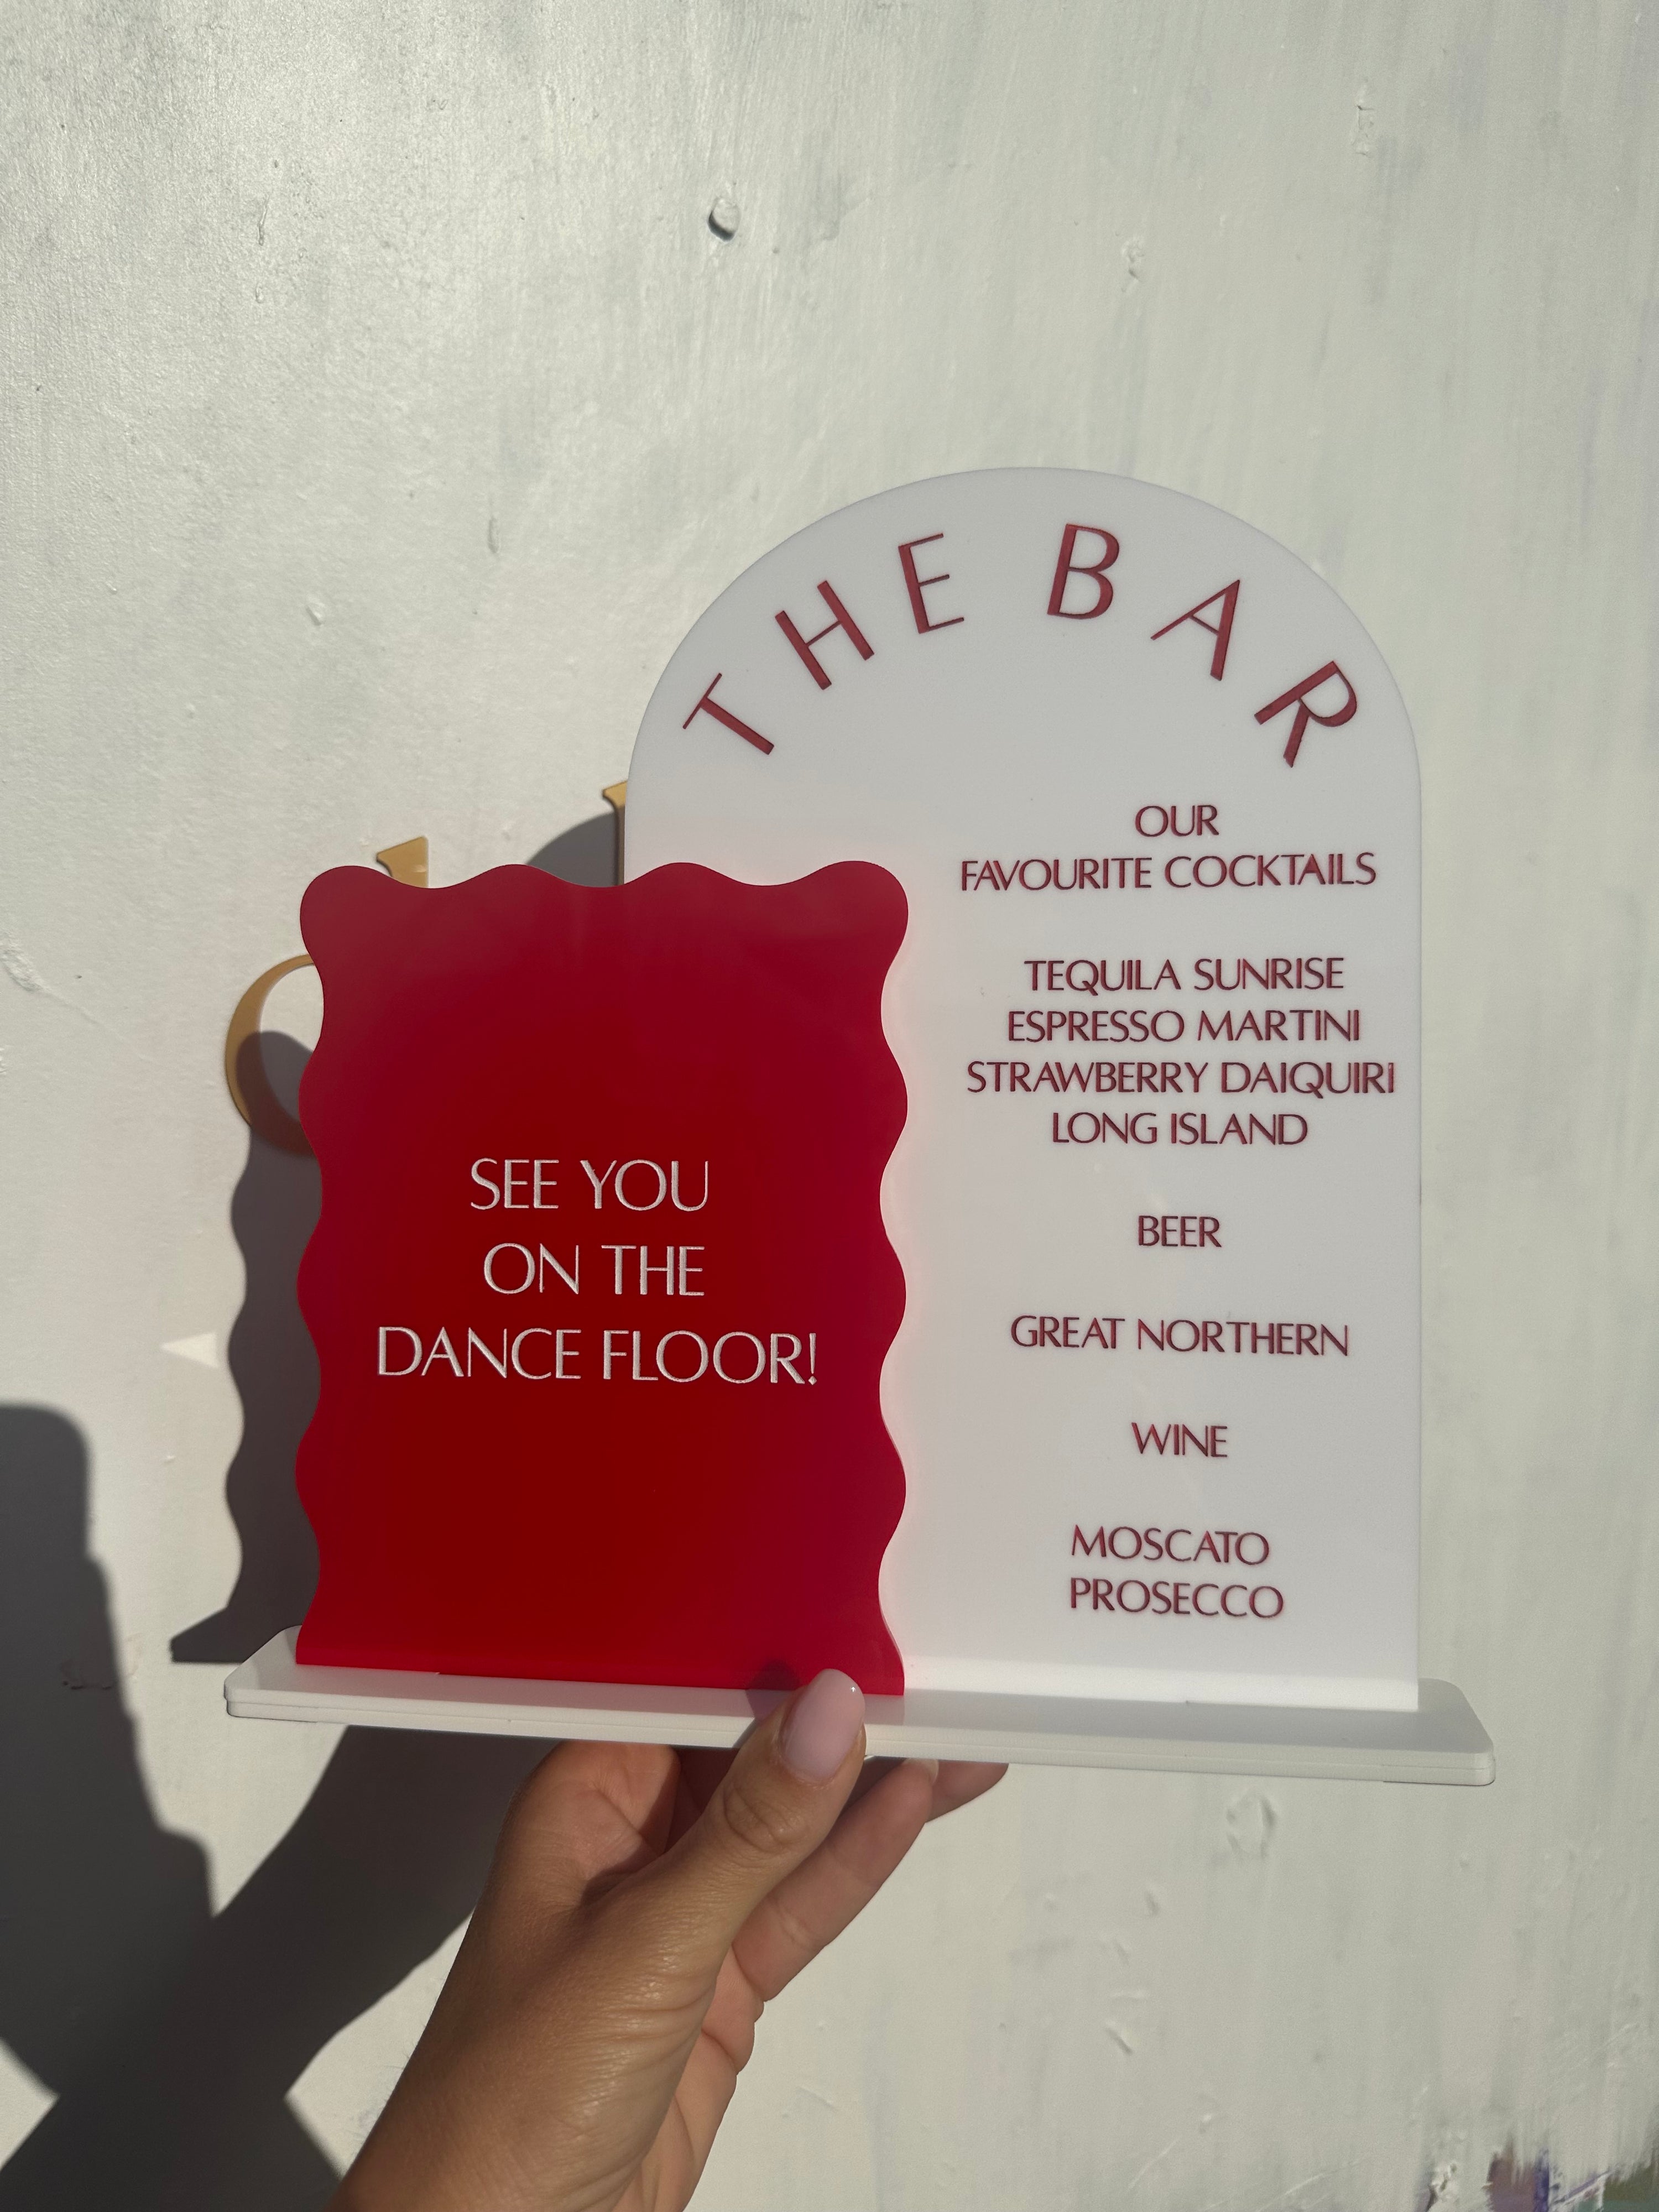 THE BAR
OUR
FAVOURITE COCKTAILS
TEQUILA SUNRISE
ESPRESSO MARTINI
STRAWBERRY DAIQUIRI
LONG ISLAND
BEER
GREAT NORTHERN
WINE
MOSCATO
PROSECCO
SEE YOU
ON THE
DANCE FLOOR!